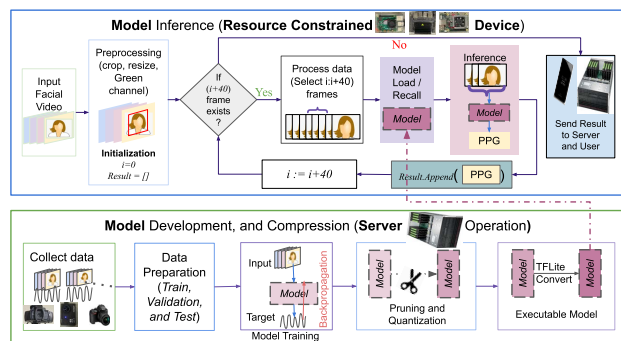 Model Inference (Resource Constrained Device)
No
Input
Facial
Video
Preprocessing
(crop, resize,
Green
channel)
Initialization
i=0
Result = []
If
(i+40)
frame
exists
?
Yes
Process data
(Select i:i+40)
frames
Model
Load /
Recall
Model
Inference
Model
PPG
Send Result
to Server
and User
i := i+40
Result.Append( PPG )
Model Development, and Compression (Server Operation)
Collect data
Data
Preparation
(Train,
Validation,
and Test)
Input
Model
Target
Backpropagation
Model Training
Model
Model
Pruning and
Quantization
Model
TFLite
Convert
Model
Executable Model